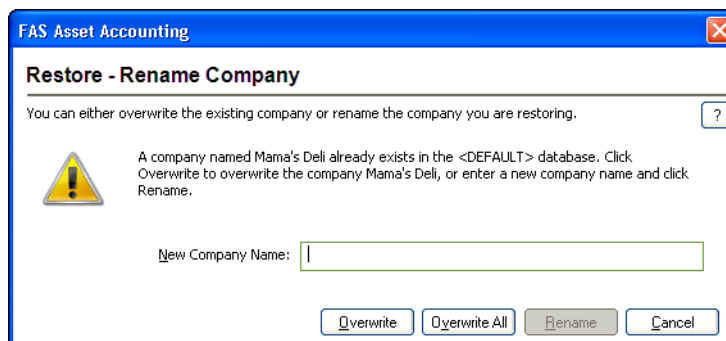 FAS Asset Accounting
Restore - Rename Company
You can either overwrite the existing company or rename the company you are restoring.
?
A company named Mama's Deli already exists in the <DEFAULT> database. Click
Overwrite to overwrite the company Mama's Deli, or enter a new company name and click
Rename.
New Company Name:
Overwrite Overwrite All Rename Cancel